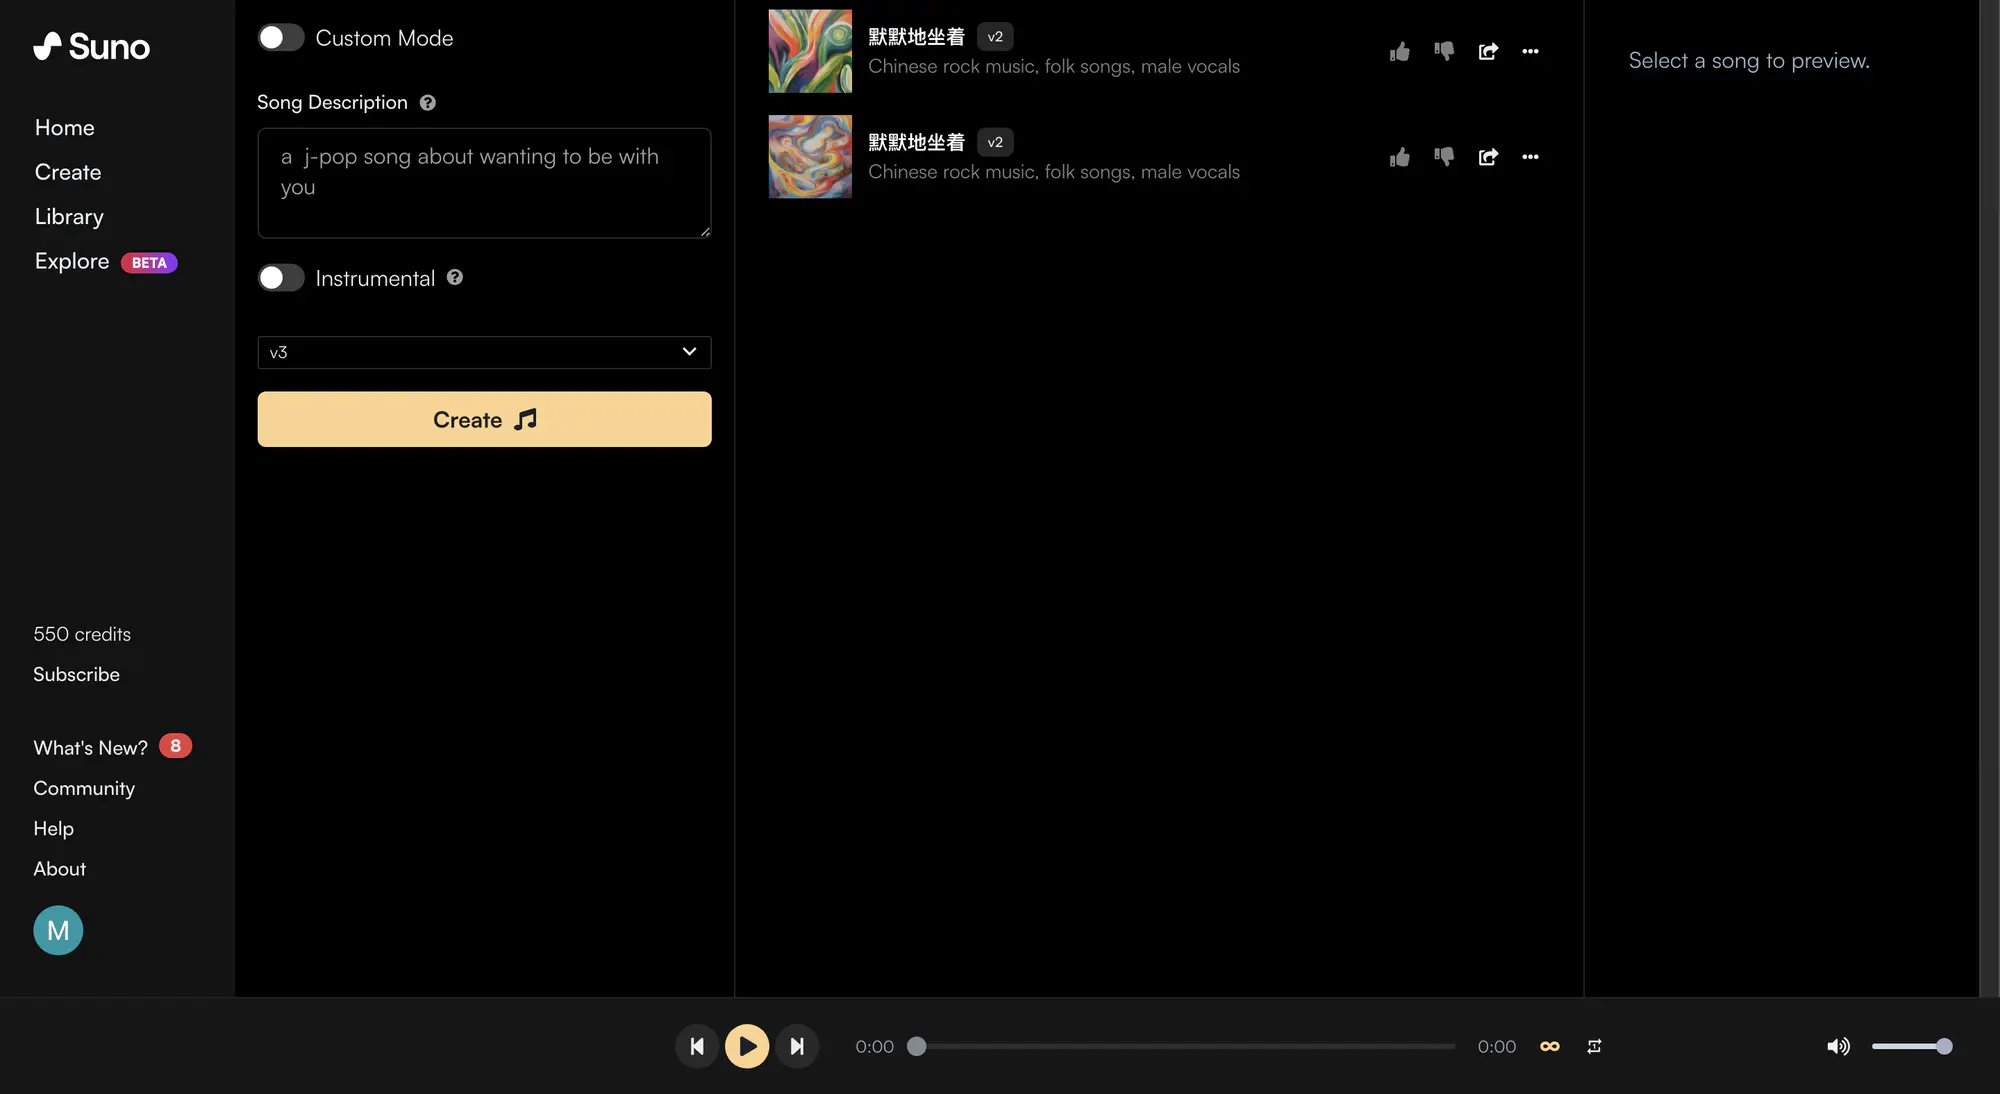 Suno
Home
Create
Library
Explore BETA
550 credits
Subscribe
What's New? 8
Community
Help
About
M
Custom Mode
Song Description
a j-pop song about wanting to be with
you
Instrumental
v3
Create
默默地坐着 v2
Chinese rock music, folk songs, male vocals
默默地坐着 v2
Chinese rock music, folk songs, male vocals
Select a song to preview.
0:00
0:00